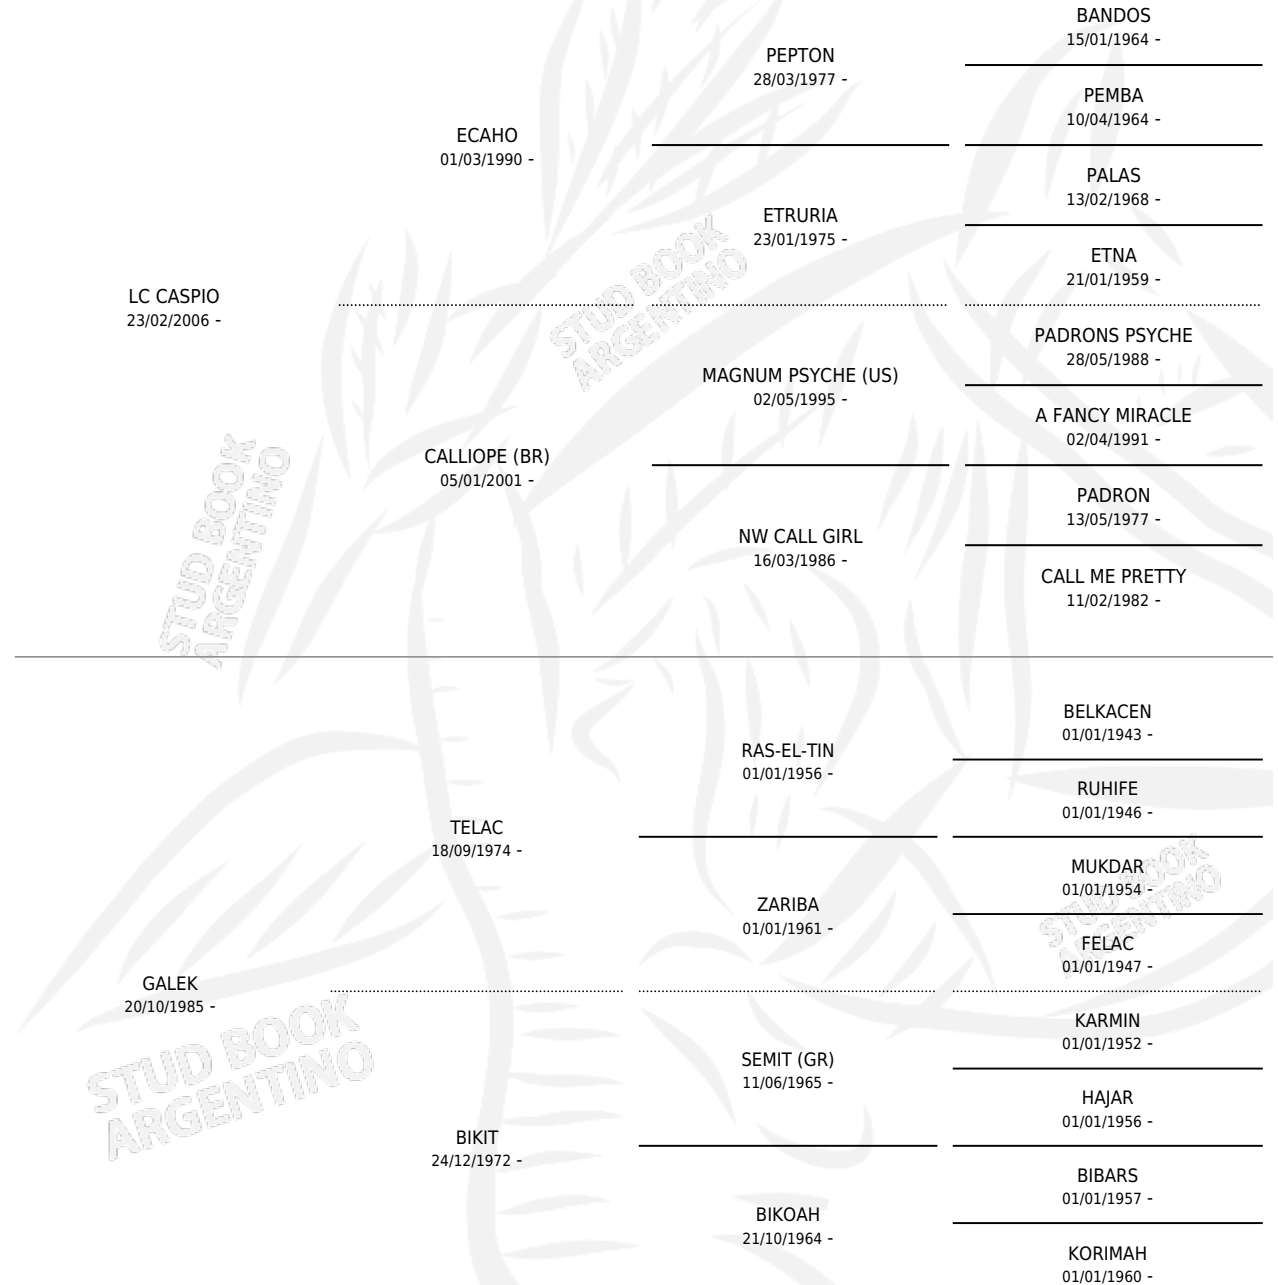 BANDOS
15/01/1964 -
PEPTON
28/03/1977 -
PEMBA
10/04/1964 -
ECAHO
01/03/1990 -
PALAS
13/02/1968 -
ETRURIA
23/01/1975 -
ETNA
21/01/1959 -
LC CASPIO
23/02/2006 -
PADRONS PSYCHE
28/05/1988 -
MAGNUM PSYCHE (US)
02/05/1995 -
A FANCY MIRACLE
02/04/1991 -
CALLIOPE (BR)
05/01/2001 -
PADRON
13/05/1977 -
NW CALL GIRL
16/03/1986 -
CALL ME PRETTY
11/02/1982 -
STUD BOOK
ARGENTINO
STUD BOOK
ARGENTINO
BELKACEN
01/01/1943 -
RAS-EL-TIN
01/01/1956 -
RUHIFE
01/01/1946 -
TELAC
18/09/1974 -
MUKDAR
01/01/1954 -
ZARIBA
01/01/1961 -
FELAC
01/01/1947 -
GALEK
20/10/1985 -
KARMIN
01/01/1952 -
SEMIT (GR)
11/06/1965 -
HAJAR
01/01/1956 -
BIKIT
24/12/1972 -
BIBARS
01/01/1957 -
BIKOAH
21/10/1964 -
KORIMAH
01/01/1960 -
STUD BOOK
ARGENTINO
STUD BOOK
ARGENTINO